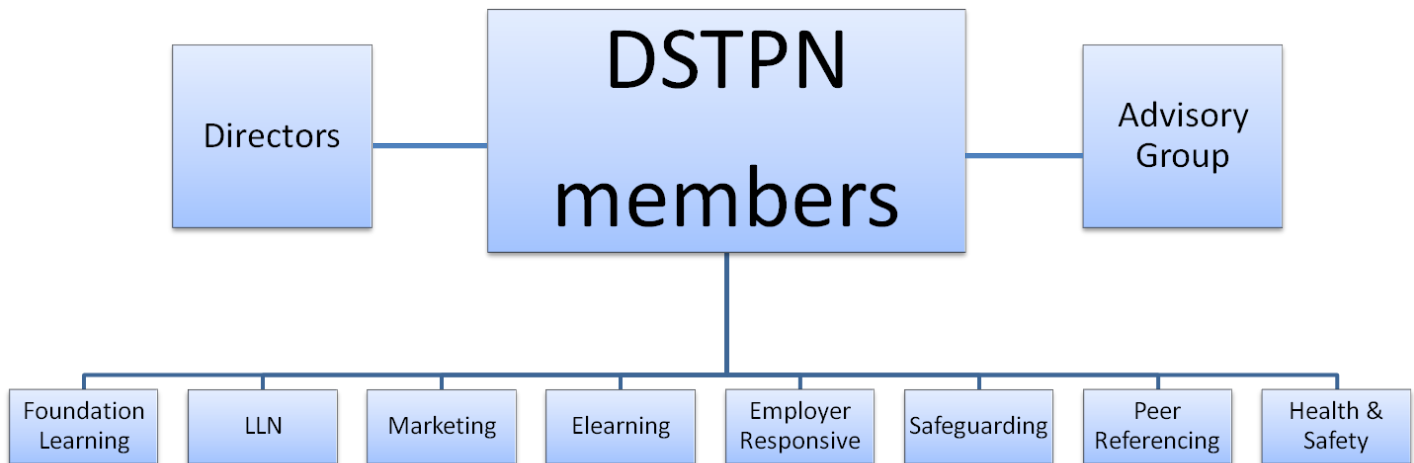 Directors
DSTPN
members
Advisory
Group
Foundation
Learning
LLN
Marketing
Elearning
Employer
Responsive
Safeguarding
Peer
Referencing
Health &
Safety